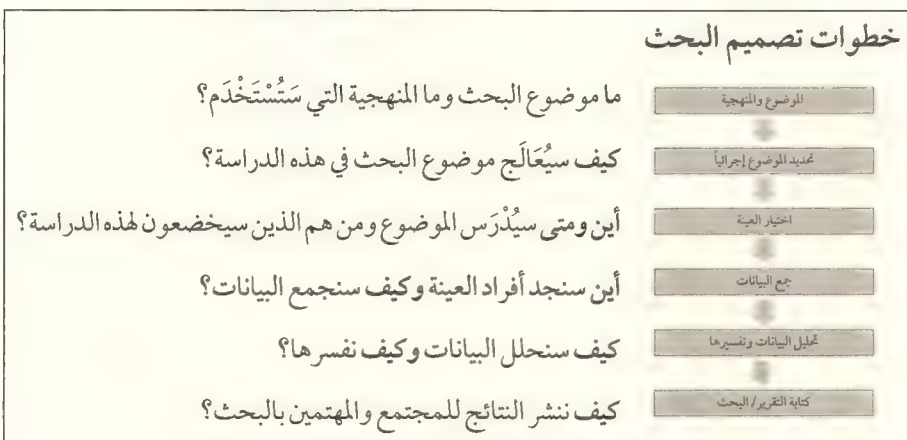 خطوات تصميم البحث
الموضوع والمنهجية
ما موضوع البحث وما المنهجية التي سَتُسْتَخْدَم؟
تحديد الموضوع إجرائياً
كيف سيُعَالَج موضوع البحث في هذه الدراسة؟
اختيار العينة
أين ومتى سيُدْرَس الموضوع ومن هم الذين سيخضعون لهذه الدراسة؟
جمع البيانات
أين سنجد أفراد العينة وكيف سنجمع البيانات؟
تحليل البيانات وتفسيرها
كيف سنحلل البيانات وكيف نفسرها؟
كتابة التقرير/ البحث
كيف ننشر النتائج للمجتمع والمهتمين بالبحث؟